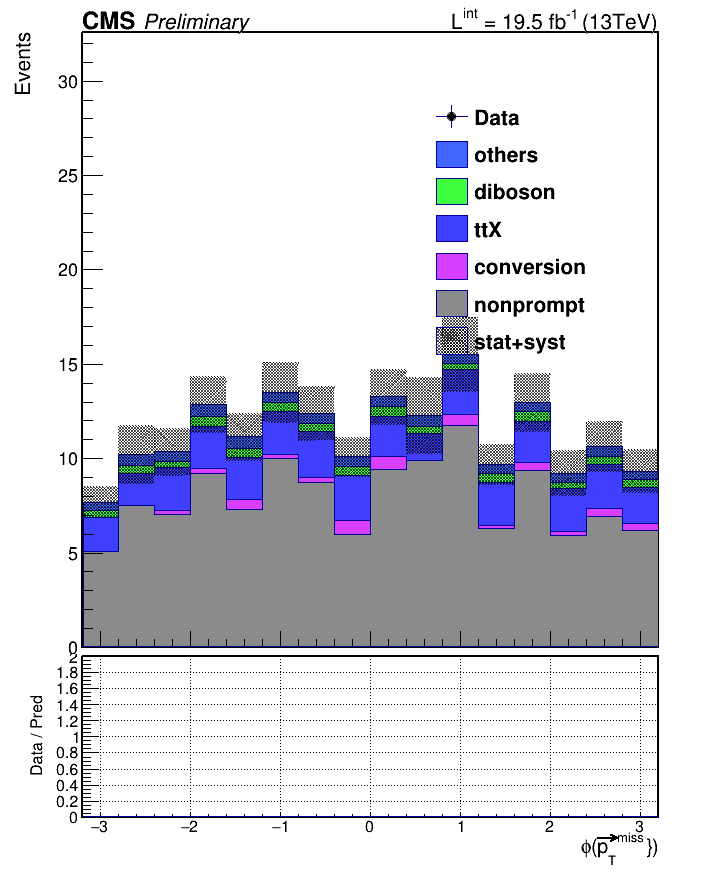 CMS Preliminary
L^int = 19.5 fb^-1 (13TeV)
Events
30
25
20
15
10
5
0
Data
others
diboson
ttX
conversion
nonprompt
stat+syst
Data / Pred
2
1.8
1.6
1.4
1.2
1
0.8
0.6
0.4
0.2
0
−3 −2 −1 0 1 2 3
ϕ(p⃗_T^miss})